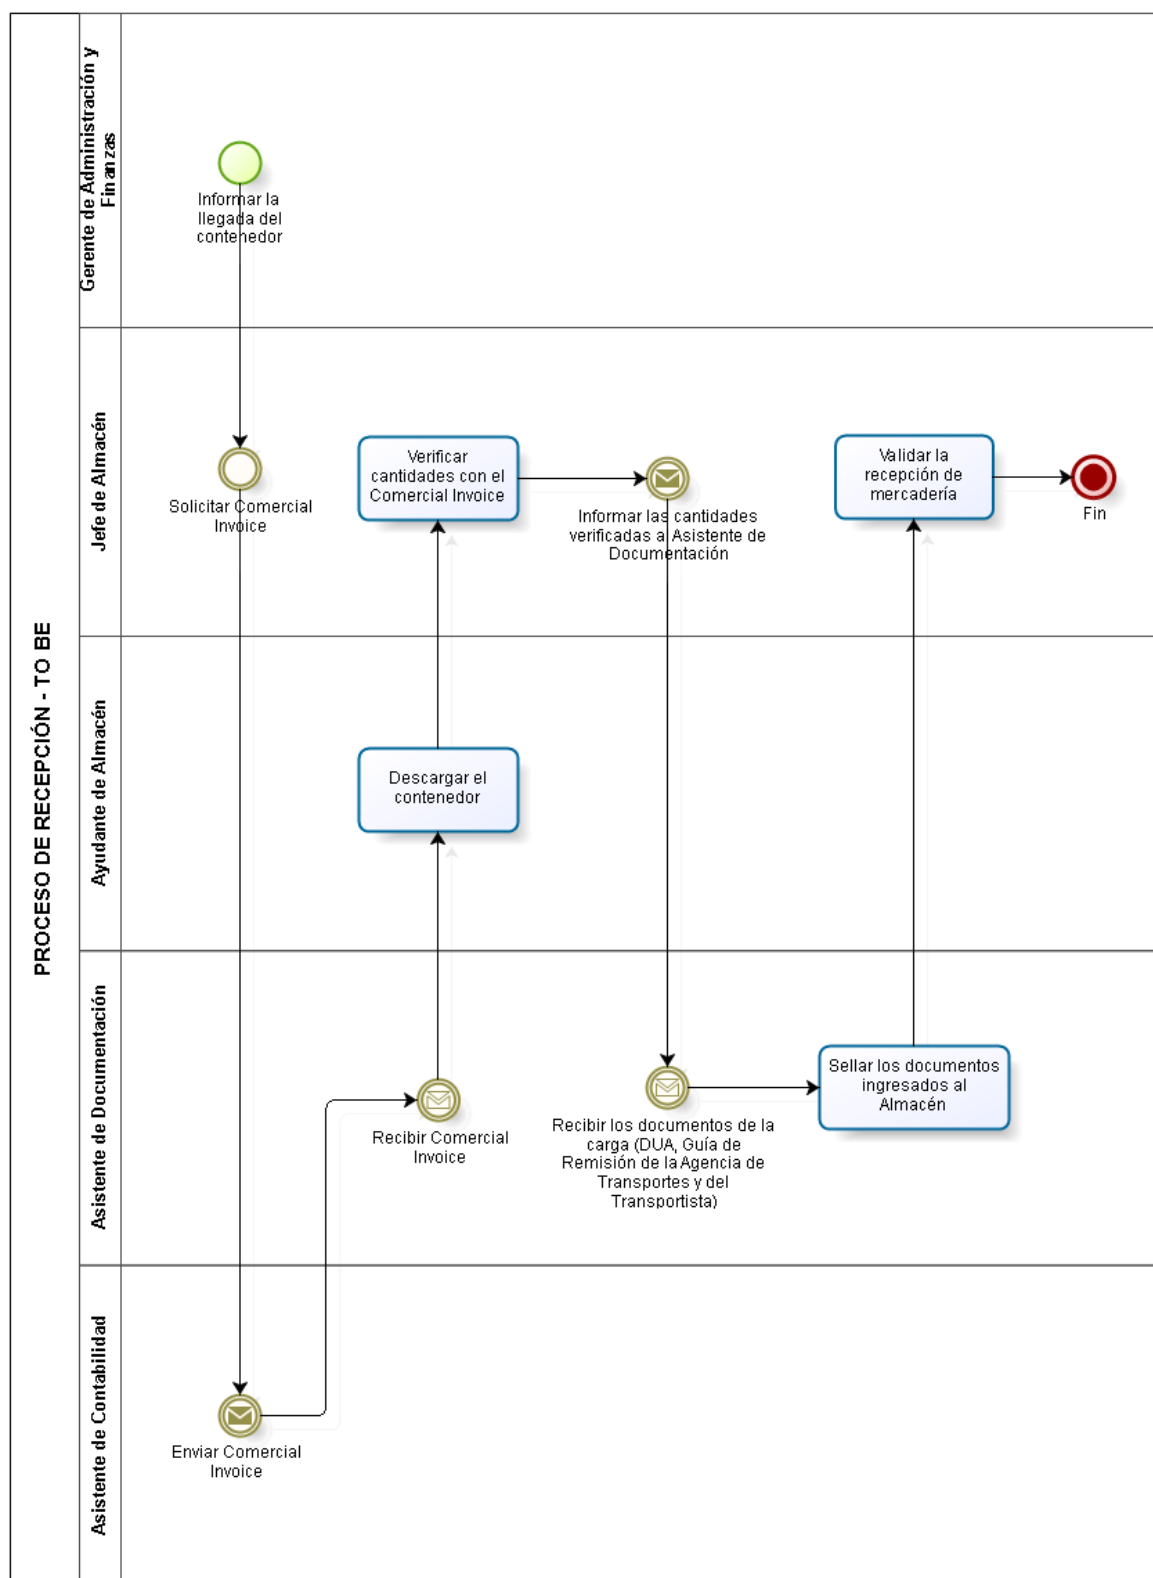 PROCESO DE RECEPCIÓN - TO BE
Gerente de Administración y
Finanzas
Informar la
llegada del
contenedor
Jefe de Almacén
Solicitar Comercial
Invoice
Verificar
cantidades con el
Comercial Invoice
Informar las cantidades
verificadas al Asistente de
Documentación
Validar la
recepción de
mercadería
Fin
Ayudante de Almacén
Descargar el
contenedor
Asistente de Documentación
Recibir Comercial
Invoice
Recibir los documentos de la
carga (DUA, Guía de
Remisión de la Agencia de
Transportes y del
Transportista)
Sellar los documentos
ingresados al
Almacén
Asistente de Contabilidad
Enviar Comercial
Invoice